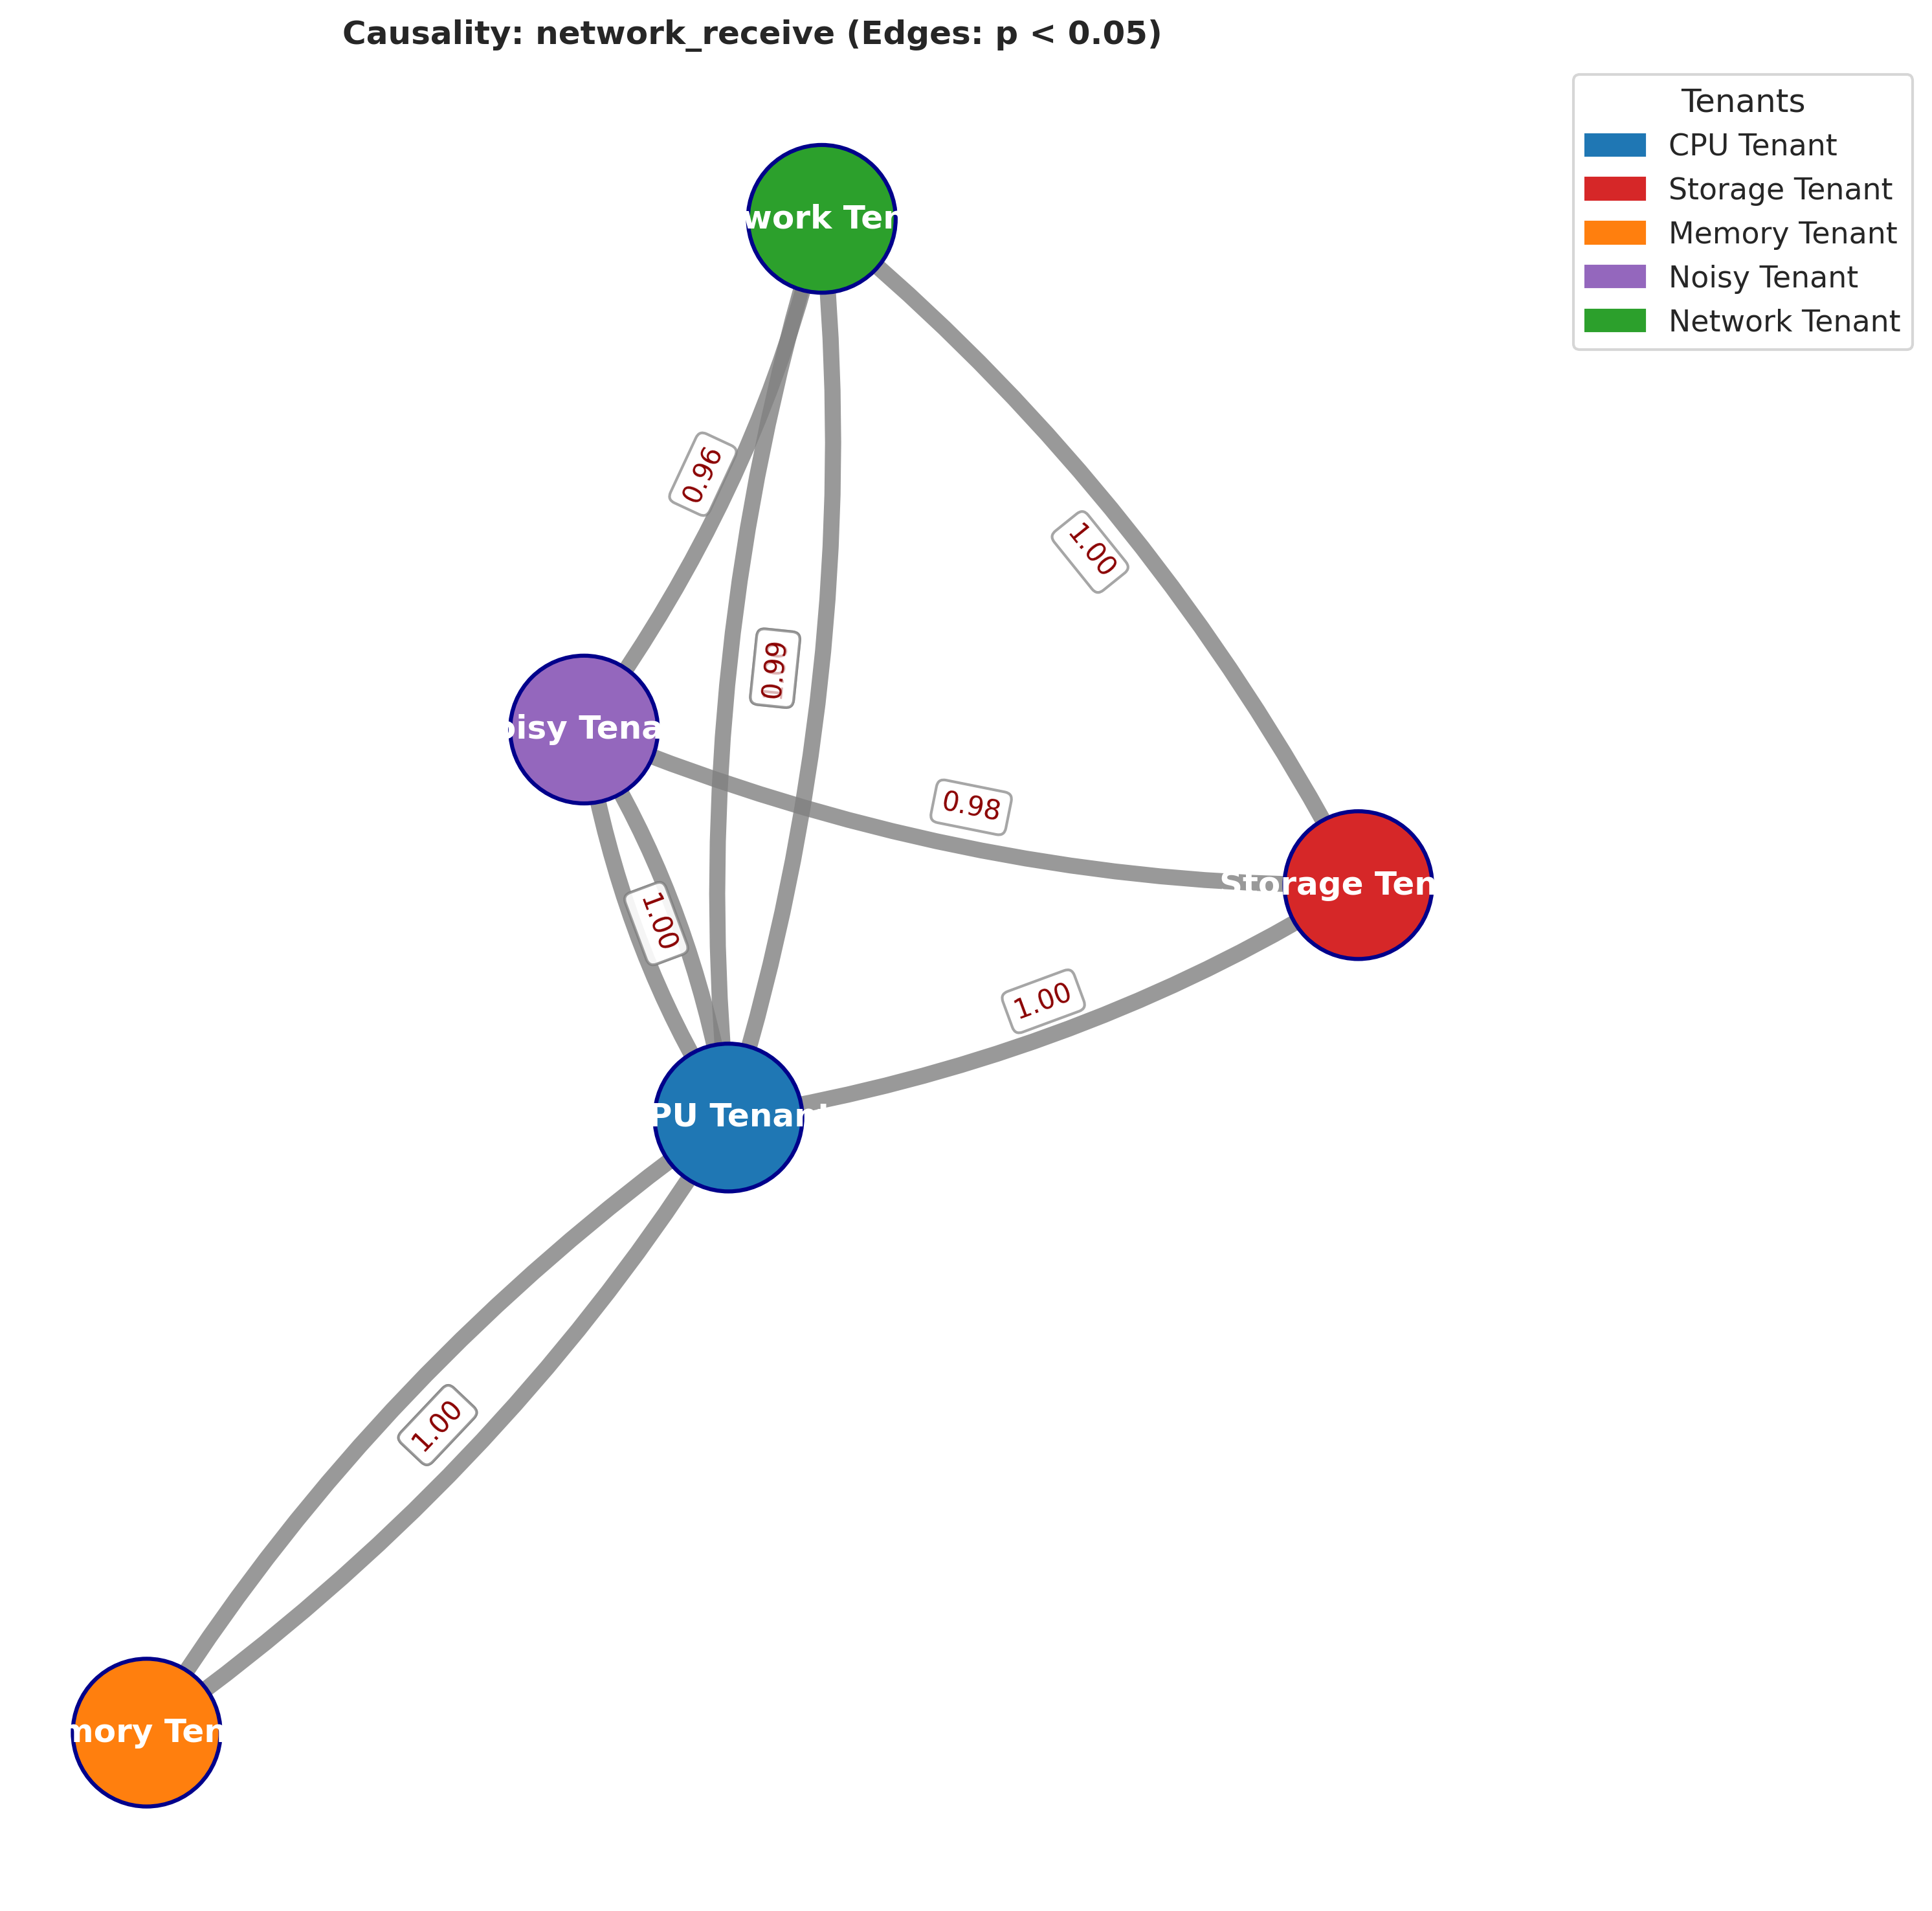 Causality: network_receive (Edges: p < 0.05)
Tenants
CPU Tenant
Storage Tenant
Memory Tenant
Noisy Tenant
Network Tenant
work Ten
0.96
1.00
0.99
oisy Tena
0.98
Storage Ten
1.00
1.00
PU Tenant
1.00
mory Ten